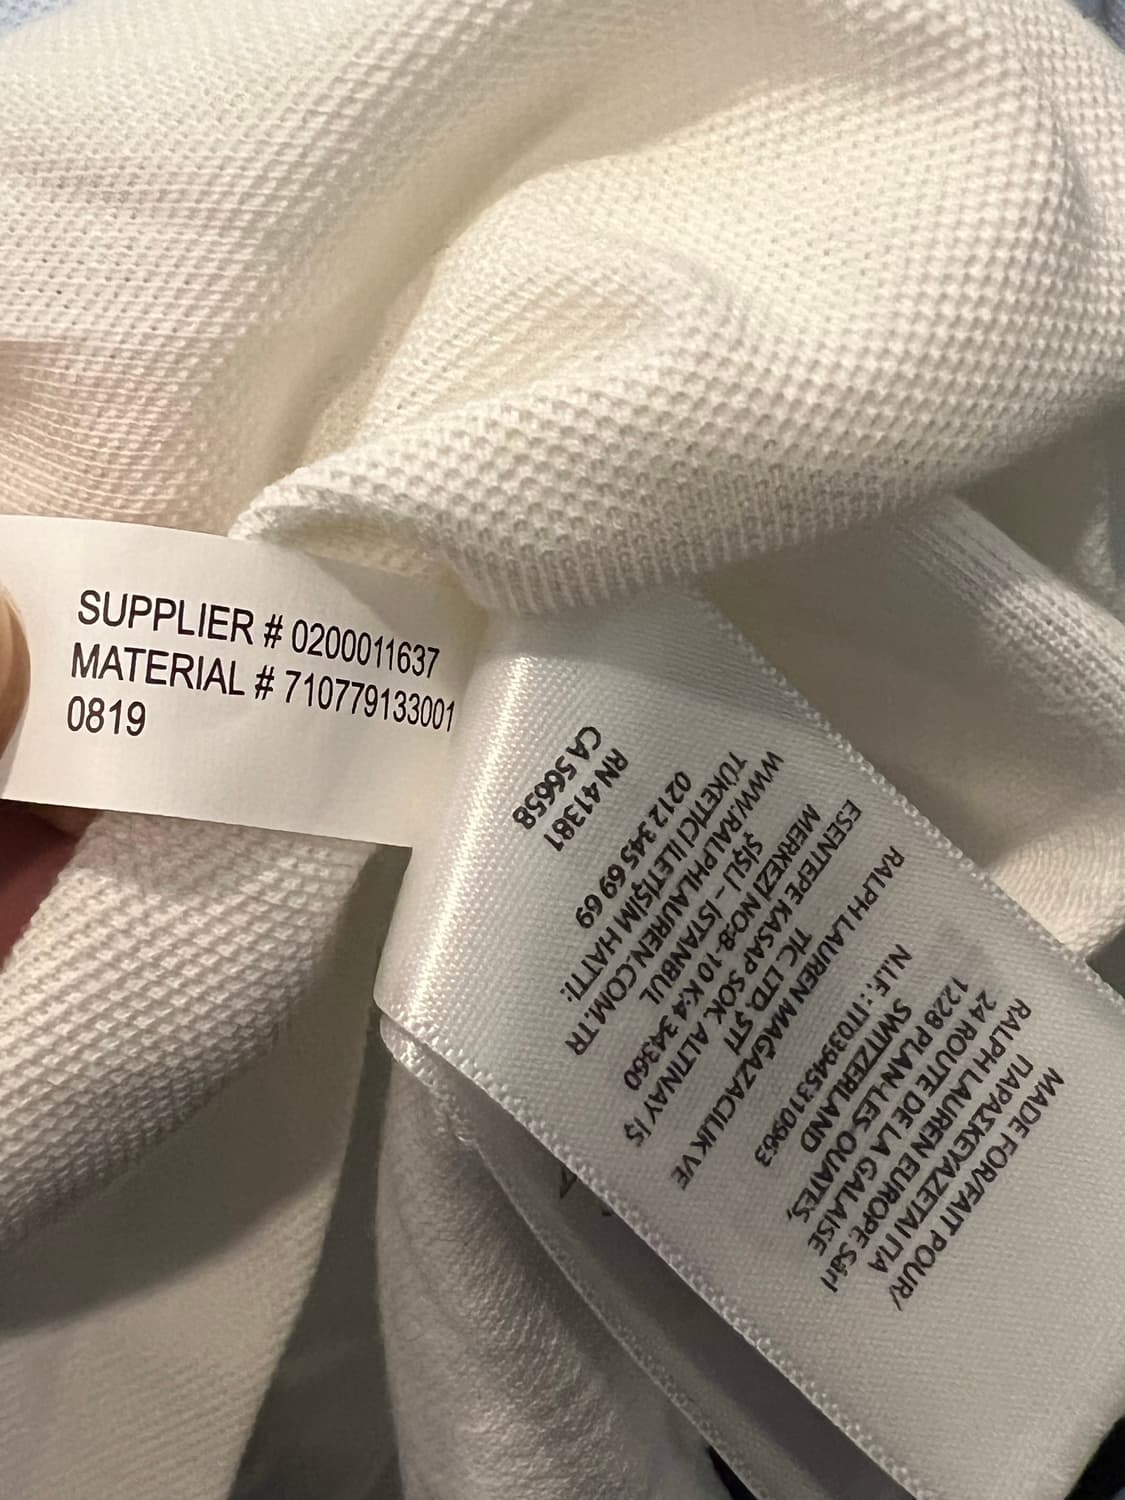 SUPPLIER # 0200011637
MATERIAL # 710779133001
0819
MADE FOR/FAIT POUR/
ΠΑΡΑΣΚΕΥΑΖΕΤΑΙ ΓΙΑ
RALPH LAUREN EUROPE Sàrl
24 ROUTE DE LA GALAISE
1228 PLAN-LES-OUATES,
SWITZERLAND
N.I.F.: IT03945310963
RALPH LAUREN MAĞAZACILIK VE
TİC. LTD. ŞTİ
ESENTEPE KASAP SOK. ALTINAY İŞ
MERKEZİ NO:8-10 K:4 34360
ŞİŞLİ – İSTANBUL
WWW.RALPHLAUREN.COM.TR
TÜKETİCİ İLETİŞİM HATTI:
0212 345 69 69
RN 41381
CA 56658